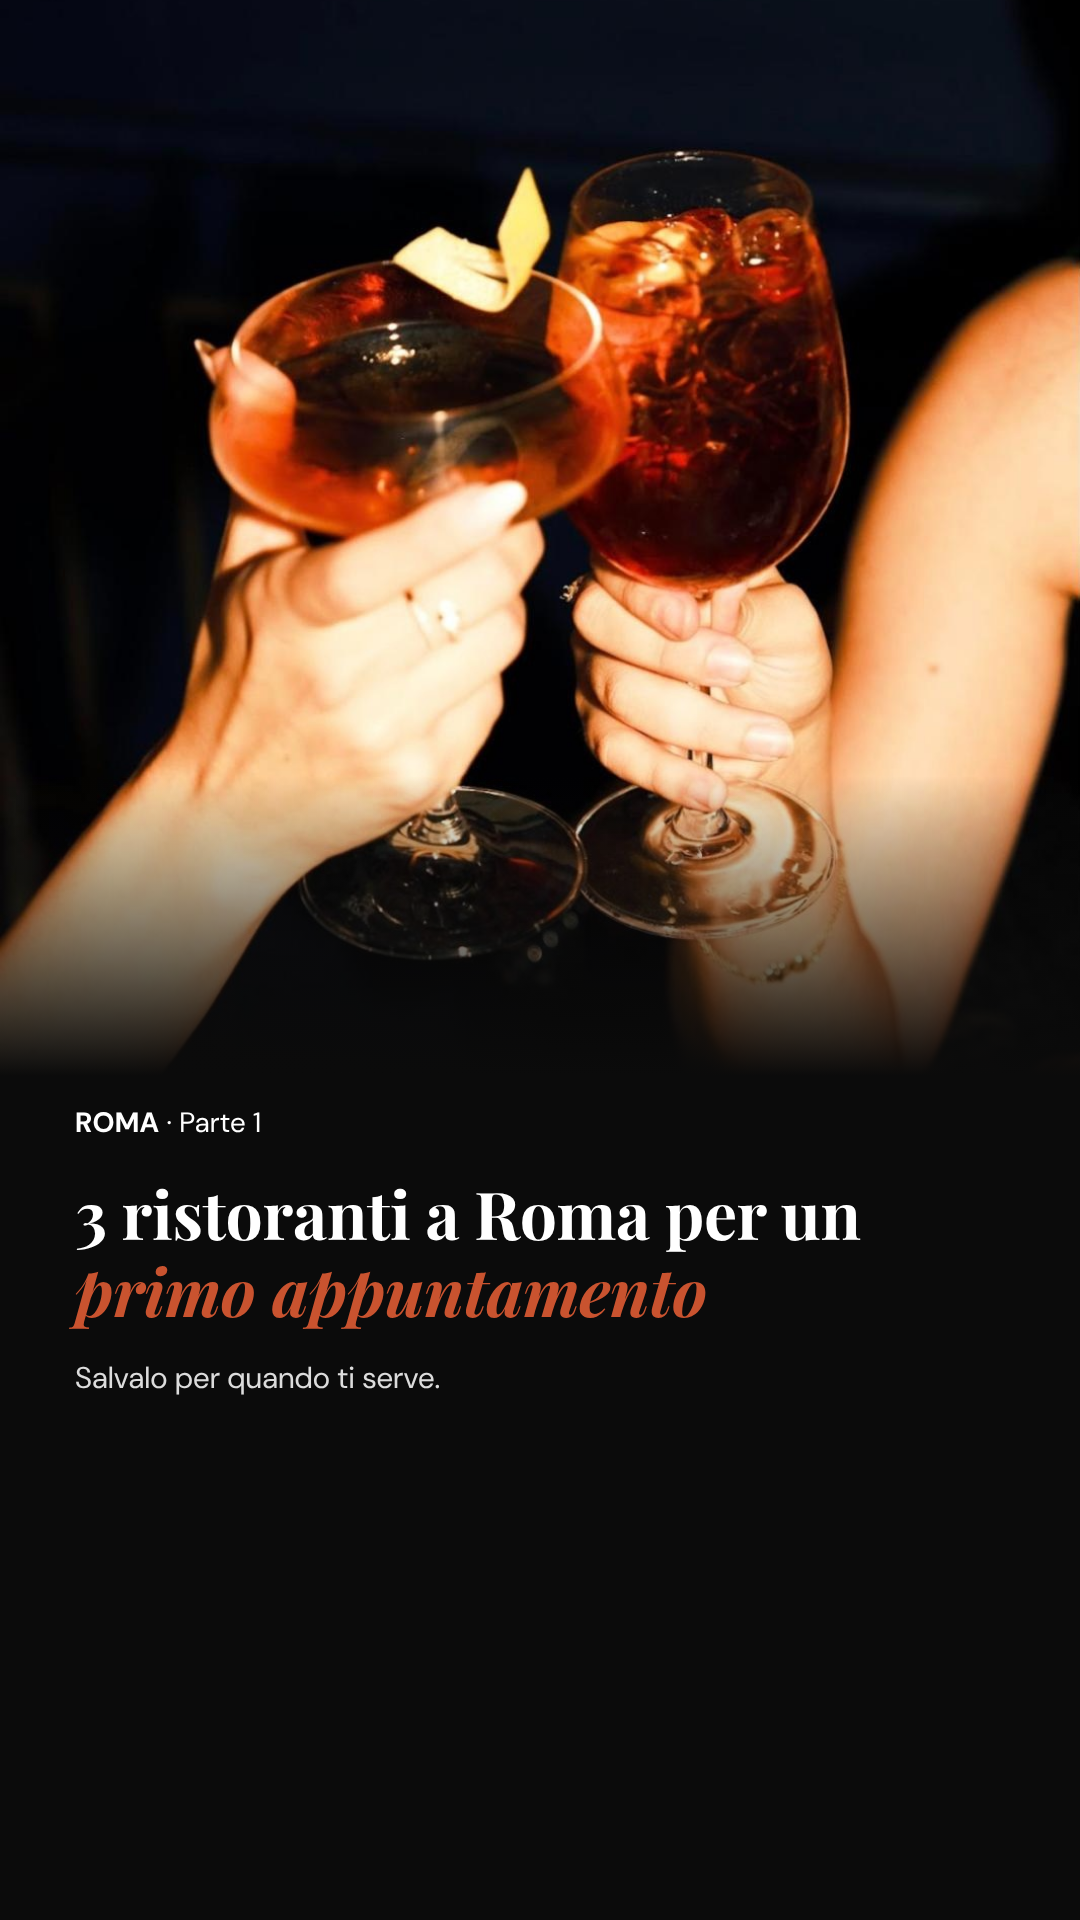 ROMA · Parte 1
3 ristoranti a Roma per un
primo appuntamento
Salvalo per quando ti serve.